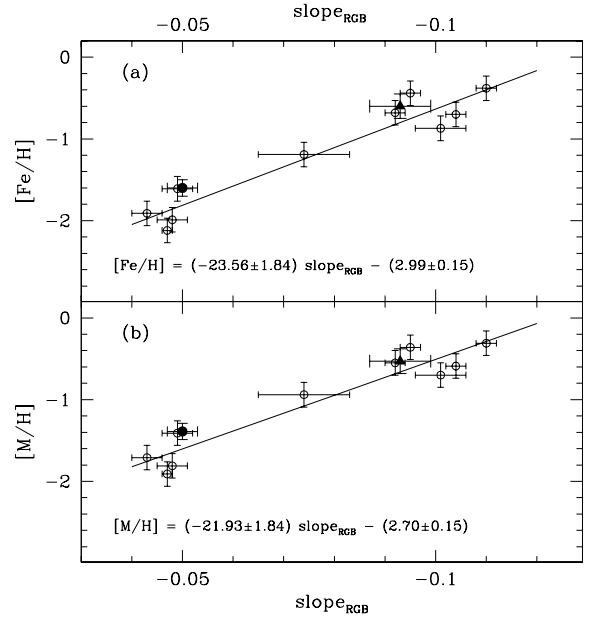 slope_RGB
−0.05 −0.1
(a)
0
−1
−2
[Fe/H]
[Fe/H] = (−23.56±1.84) slope_RGB − (2.99±0.15)
(b)
0
−1
−2
[M/H]
[M/H] = (−21.93±1.84) slope_RGB − (2.70±0.15)
−0.05 −0.1
slope_RGB